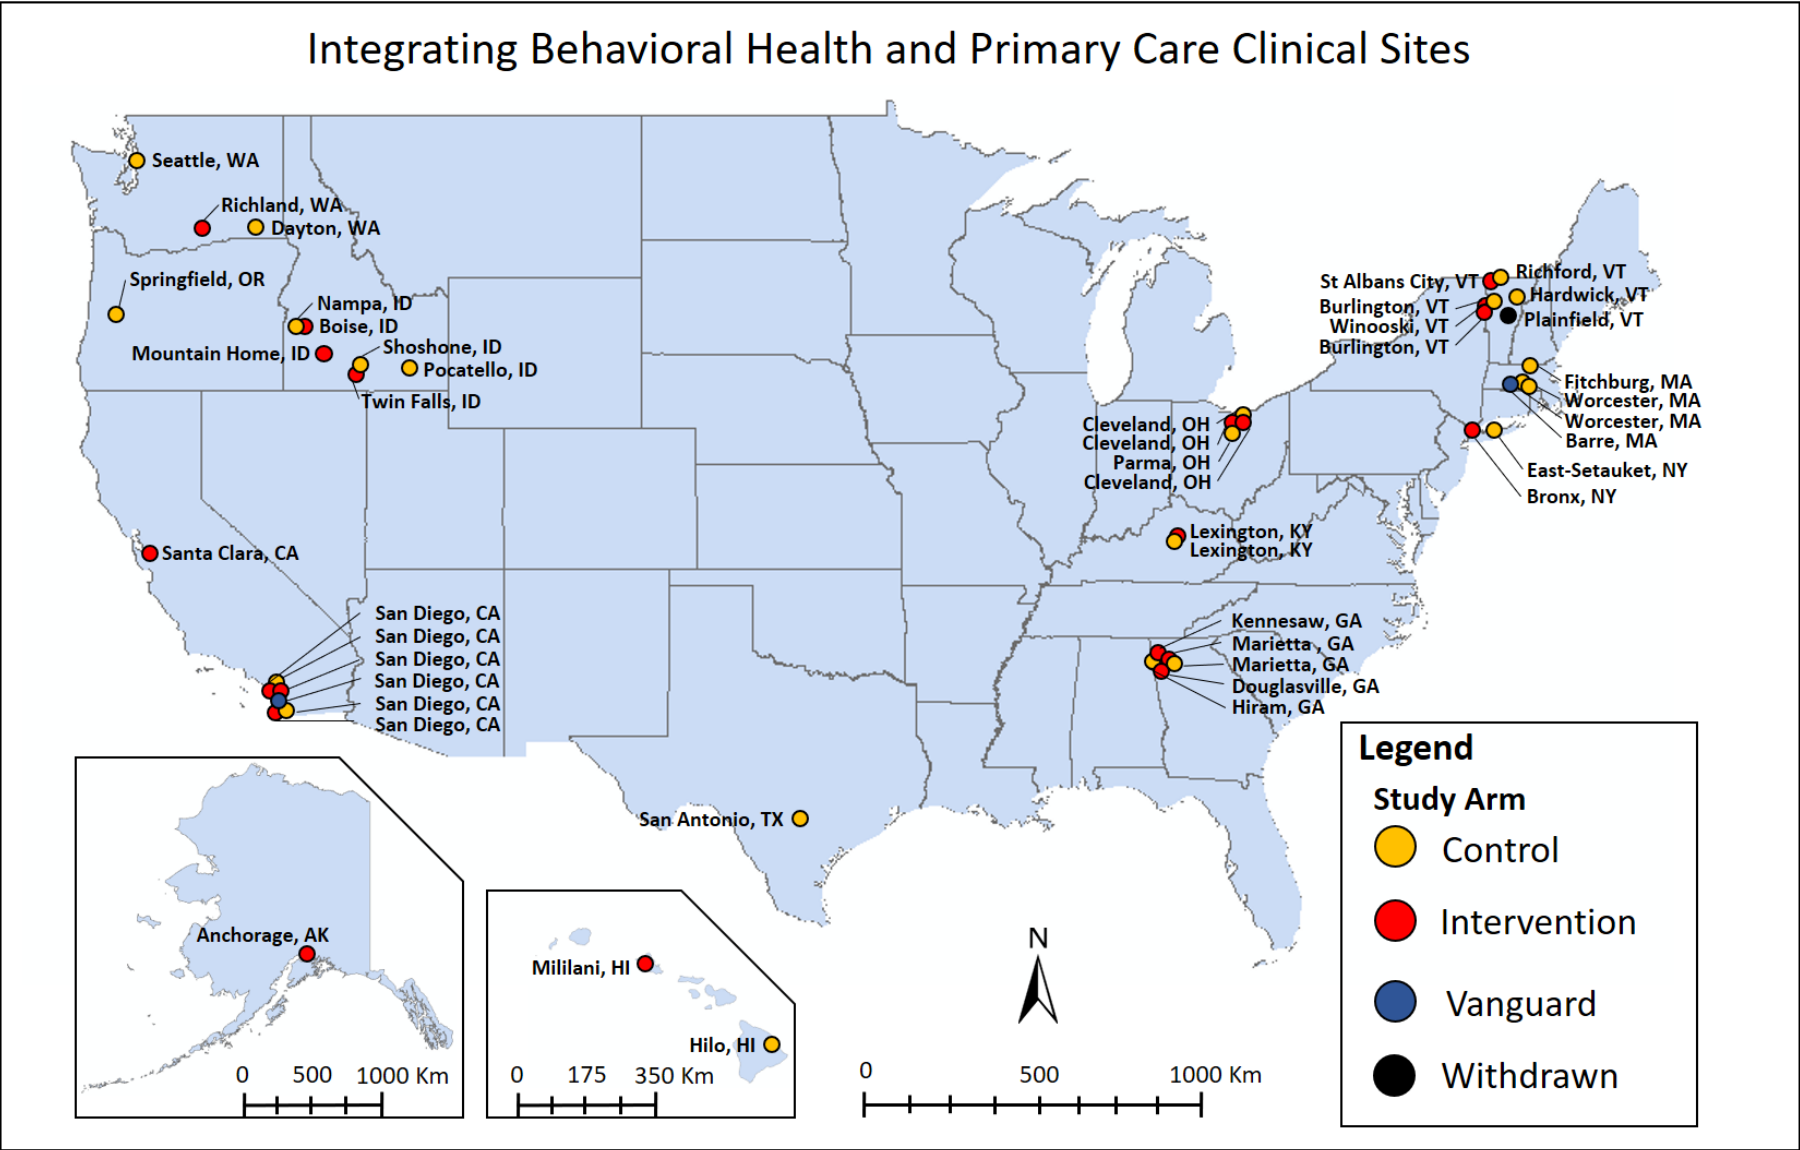 Integrating Behavioral Health and Primary Care Clinical Sites
Seattle, WA
Richland, WA
Dayton, WA
Springfield, OR
Nampa, ID
Boise, ID
Mountain Home, ID
Shoshone, ID
Pocatello, ID
Twin Falls, ID
Santa Clara, CA
San Diego, CA
San Diego, CA
San Diego, CA
San Diego, CA
San Diego, CA
San Diego, CA
San Antonio, TX
St Albans City, VT
Richford, VT
Hardwick, VT
Burlington, VT
Plainfield, VT
Winooski, VT
Burlington, VT
Fitchburg, MA
Worcester, MA
Worcester, MA
Barre, MA
East-Setauket, NY
Bronx, NY
Cleveland, OH
Cleveland, OH
Parma, OH
Cleveland, OH
Lexington, KY
Lexington, KY
Kennesaw, GA
Marietta , GA
Marietta, GA
Douglasville, GA
Hiram, GA
Anchorage, AK
0 500 1000 Km
Mililani, HI
Hilo, HI
0 175 350 Km
N
0 500 1000 Km
Legend
Study Arm
Control
Intervention
Vanguard
Withdrawn